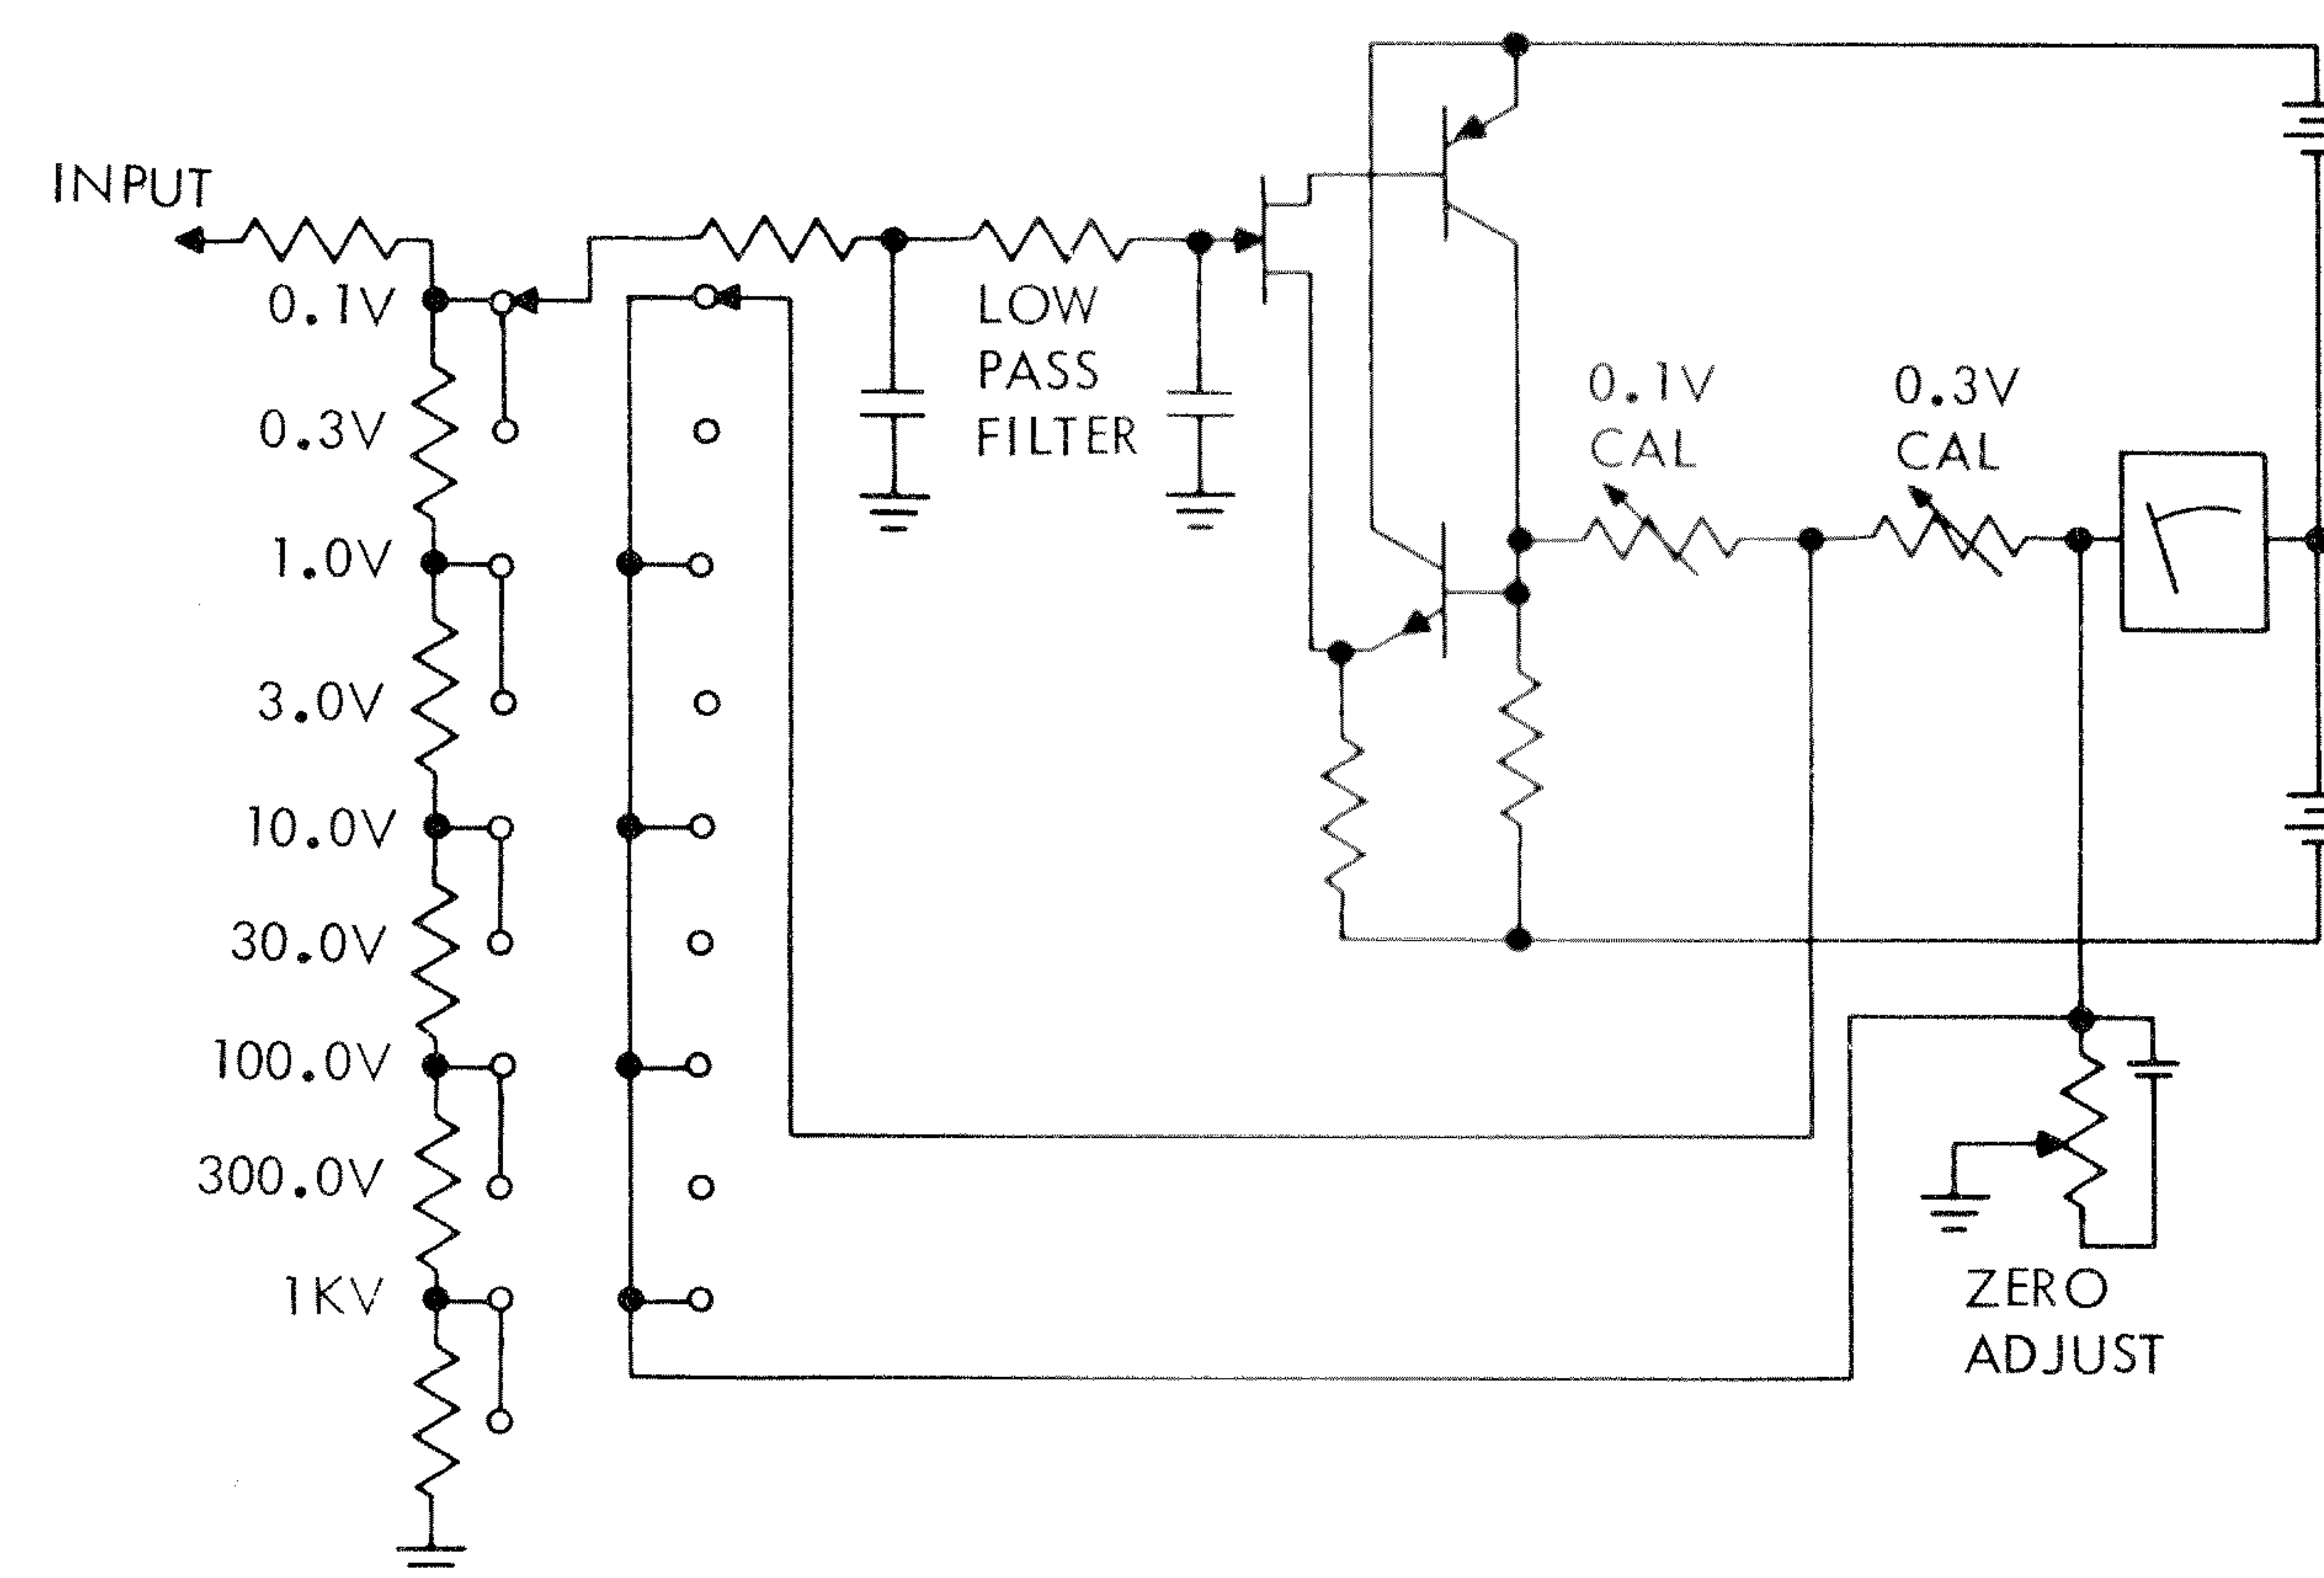 INPUT
0.1V
0.3V
1.0V
3.0V
10.0V
30.0V
100.0V
300.0V
1KV
LOW
PASS
FILTER
0.1V
CAL
0.3V
CAL
ZERO
ADJUST